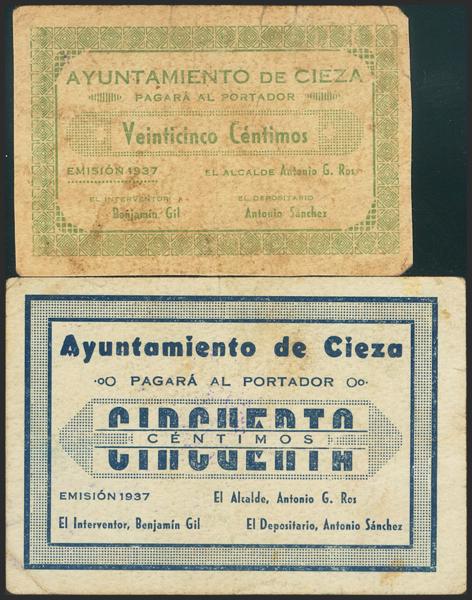 AYUNTAMIENTO DE CIEZA
PAGARÁ AL PORTADOR
Veinticinco Céntimos
EMISIÓN 1937 EL ALCALDE Antonio G. Ros
EL INTERVENTOR EL DEPOSITARIO
Benjamín Gil Antonio Sánchez
Ayuntamiento de Cieza
PAGARÁ AL PORTADOR
CINCUENTA
CÉNTIMOS
EMISIÓN 1937 El Alcalde, Antonio G. Ros
El Interventor, Benjamín Gil El Depositario, Antonio Sánchez